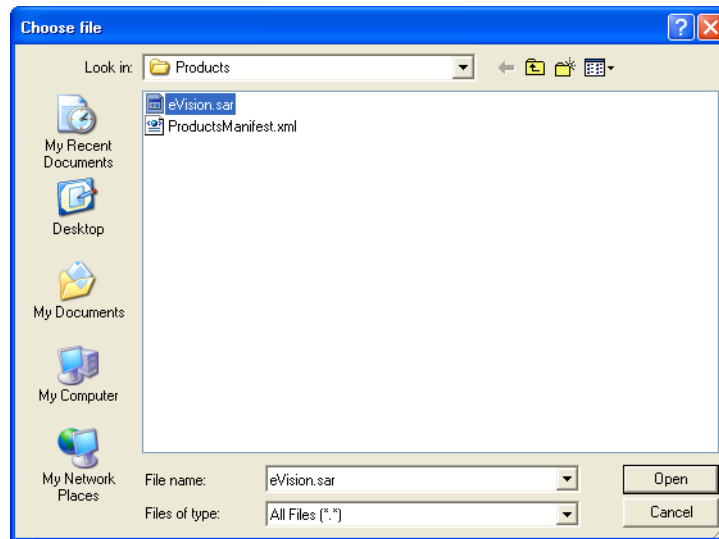 Choose file
Look in:
Products
eVision.sar
ProductsManifest.xml
My Recent
Documents
Desktop
My Documents
My Computer
My Network
Places
File name:
eVision.sar
Open
Files of type:
All Files (*.*)
Cancel